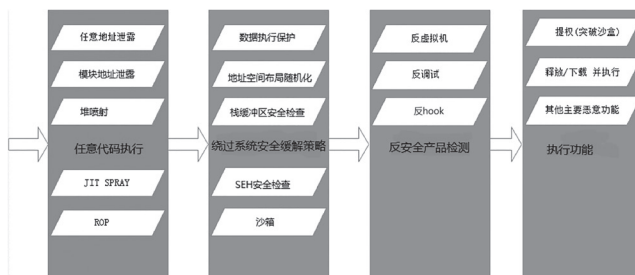 任意地址泄露
模块地址泄露
堆喷射
任意代码执行
JIT SPRAY
ROP
数据执行保护
地址空间布局随机化
栈缓冲区安全检查
绕过系统安全缓解策略
SEH安全检查
沙箱
反虚拟机
反调试
反hook
反安全产品检测
提权(突破沙盒)
释放/下载 并执行
其他主要恶意功能
执行功能